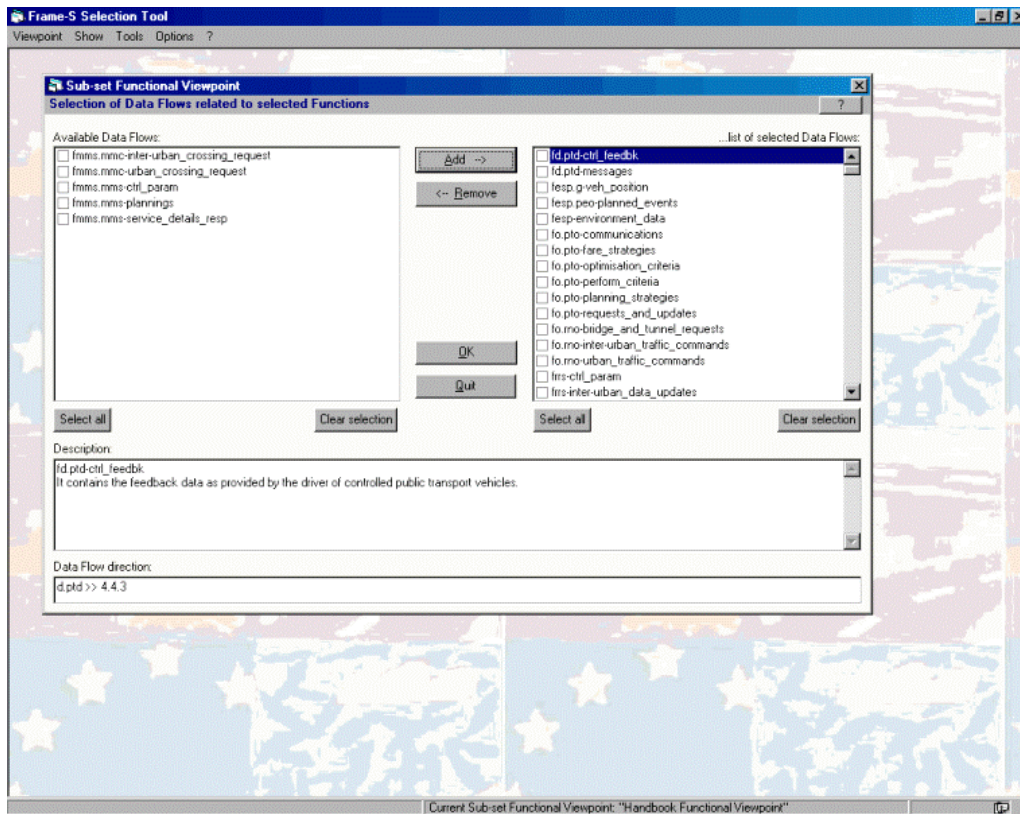 Frame-S Selection Tool
Viewpoint Show Tools Options ?
Sub-set Functional Viewpoint
Selection of Data Flows related to selected Functions
?
Available Data Flows:
...list of selected Data Flows:
fmms.mmc-inter-urban_crossing_request
fmmc.mmc-urban_crossing_request
fmms.mms-ctrl_param
fmms.mms-plannings
fmms.mms-service_details_resp
Add -->
<-- Remove
OK
Quit
fd.ptd-ctrl_feedbk
fd.ptd-messages
fesp.g-veh_position
fesp.peo-planned_events
fesp-environment_data
fo.pto-communications
fo.pto-fare_strategies
fo.pto-optimisation_criteria
fo.pto-perform_criteria
fo.pto-planning_strategies
fo.pto-requests_and_updates
fo.rno-bridge_and_tunnel_requests
fo.rno-inter-urban_traffic_commands
fo.rno-urban_traffic_commands
frrs-ctrl_param
frrs-inter-urban_data_updates
Select all
Clear selection
Select all
Clear selection
Description:
fd.ptd-ctrl_feedbk
It contains the feedback data as provided by the driver of controlled public transport vehicles.
Data Flow direction:
d.ptd >> 4.4.3
Current Sub-set Functional Viewpoint: "Handbook Functional Viewpoint"